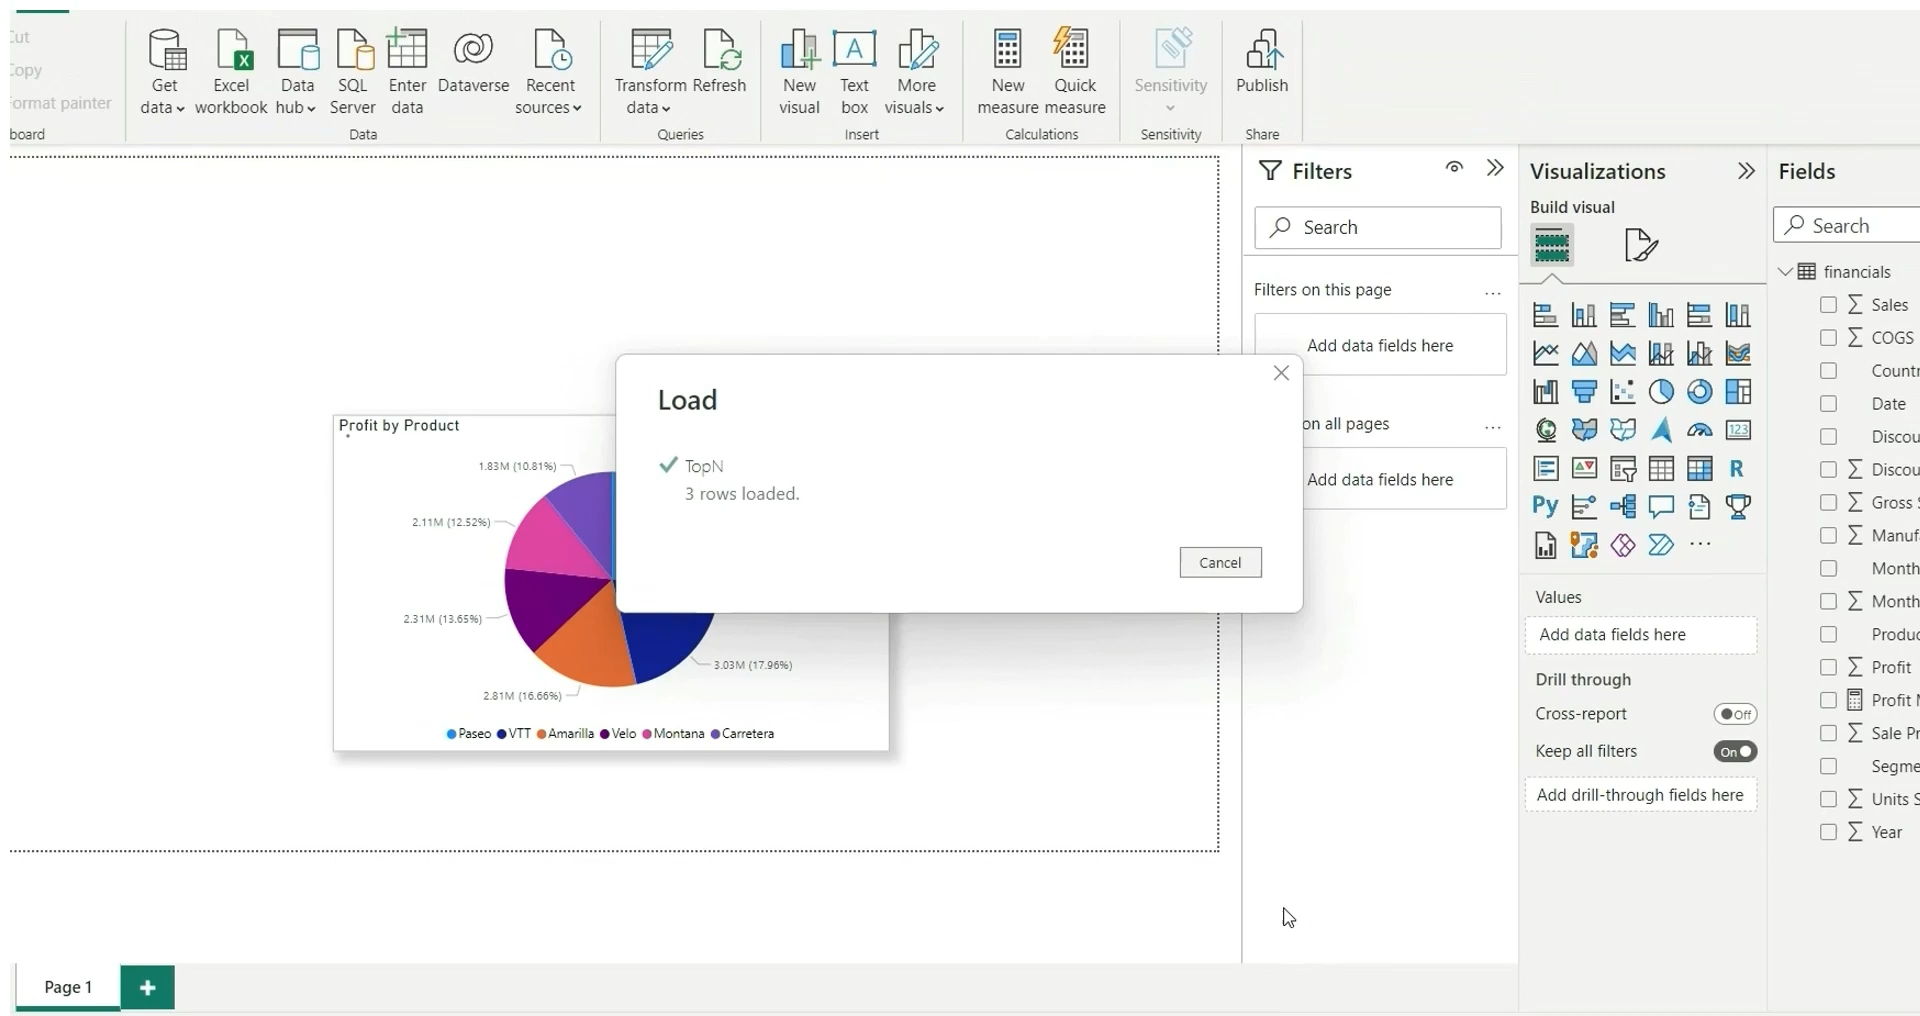 Cut
Copy
Format painter
board
Get data
Excel workbook
Data hub
SQL Server
Enter data
Dataverse
Recent sources
Data
Transform data
Refresh
Queries
New visual
Text box
More visuals
Insert
New measure
Quick measure
Calculations
Sensitivity
Sensitivity
Publish
Share
Profit by Product
1.83M (10.81%)
2.11M (12.52%)
2.31M (13.65%)
2.81M (16.66%)
3.03M (17.96%)
Paseo VTT Amarilla Velo Montana Carretera
Load
TopN
3 rows loaded.
Cancel
Filters
Search
Filters on this page
...
Add data fields here
on all pages
...
Add data fields here
Visualizations
Build visual
123
R
Py
...
Values
Add data fields here
Drill through
Cross-report
Off
Keep all filters
On
Add drill-through fields here
Fields
Search
financials
Sales
COGS
Countr
Date
Discou
Discou
Gross S
Manufa
Month
Month
Produc
Profit
Profit M
Sale Pr
Segme
Units S
Year
Page 1